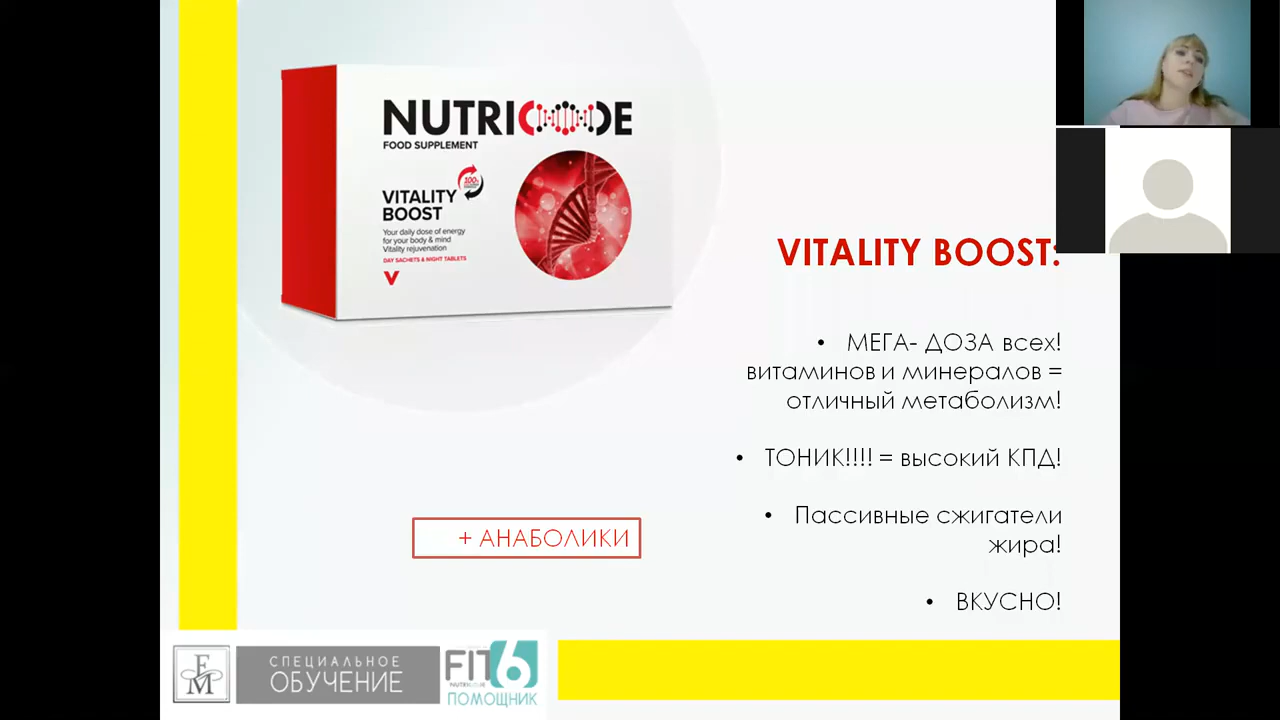 NUTRICODE
FOOD SUPPLEMENT
100%
VITALITY
BOOST
Your daily dose of energy
for your body & mind
Vitality rejuvenation
DAY SACHETS & NIGHT TABLETS
V
VITALITY BOOST:
• МЕГА- ДОЗА всех!
витаминов и минералов =
отличный метаболизм!
• ТОНИК!!!! = высокий КПД!
• Пассивные сжигатели
жира!
• ВКУСНО!
+ АНАБОЛИКИ
FM
СПЕЦИАЛЬНОЕ
ОБУЧЕНИЕ
FIT6
NUTRICODE
ПОМОЩНИК